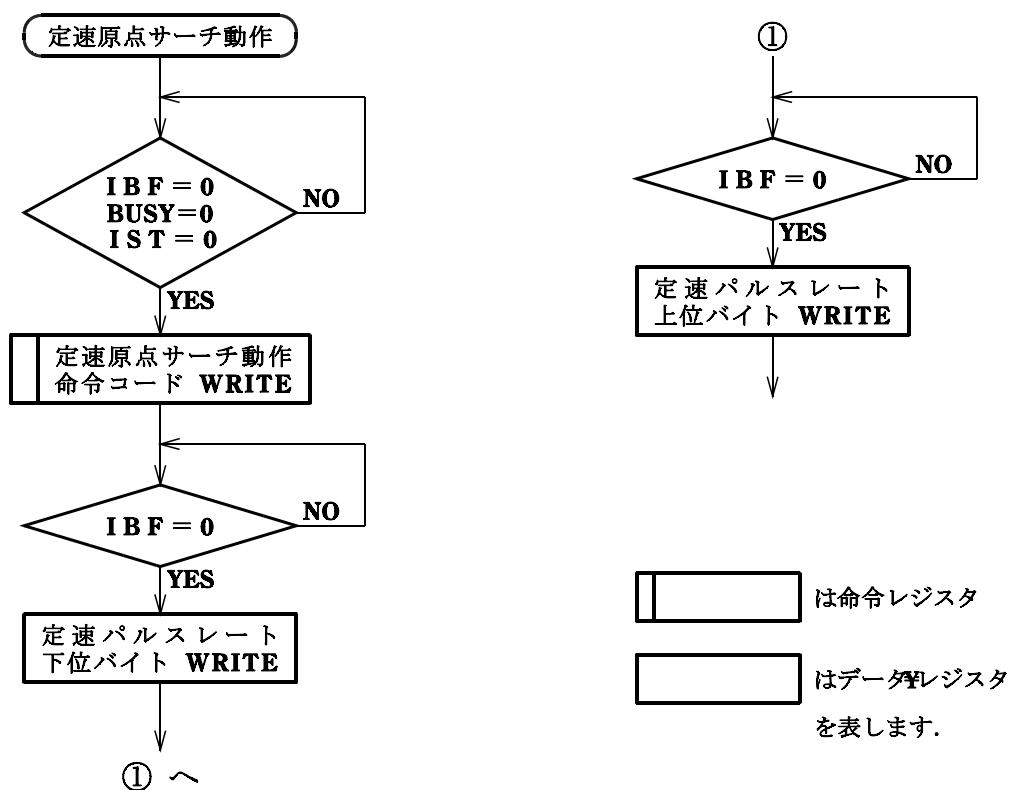 定速原点サーチ動作
IBF=0
BUSY=0
IST=0
NO
YES
定速原点サーチ動作
命令コード WRITE
IBF=0
NO
YES
定速パルスレート
下位バイト WRITE
① へ
①
IBF=0
NO
YES
定速パルスレート
上位バイト WRITE
は命令レジスタ
はデータ¥レジスタ
を表します.